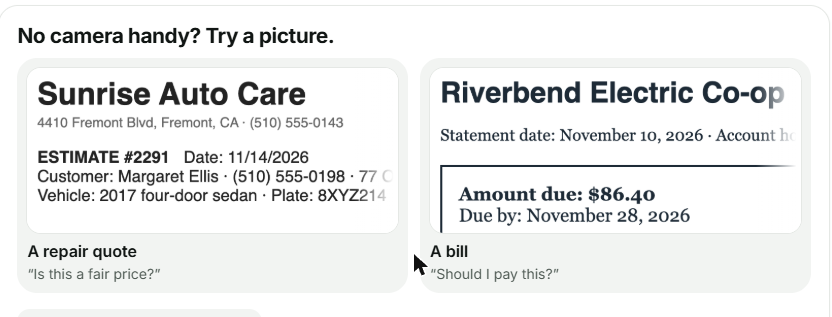 No camera handy? Try a picture.
Sunrise Auto Care
4410 Fremont Blvd, Fremont, CA · (510) 555-0143
ESTIMATE #2291 Date: 11/14/2026
Customer: Margaret Ellis · (510) 555-0198 · 77
Vehicle: 2017 four-door sedan · Plate: 8XYZ214
A repair quote
“Is this a fair price?”
Riverbend Electric Co-op
Statement date: November 10, 2026 · Account
Amount due: $86.40
Due by: November 28, 2026
A bill
“Should I pay this?”